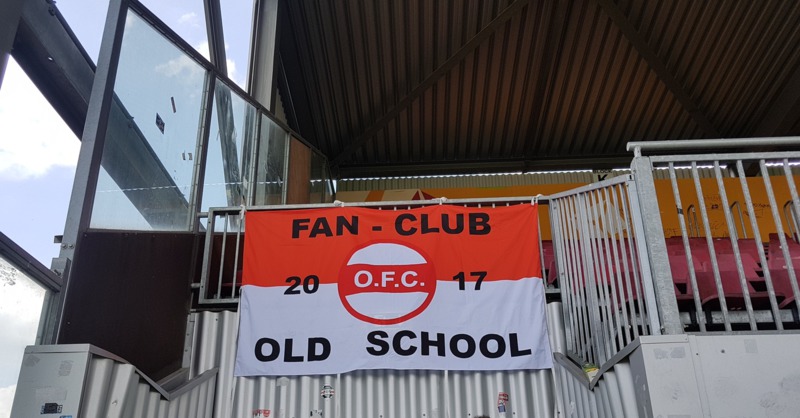 FAN - CLUB
20 O.F.C. 17
OLD SCHOOL